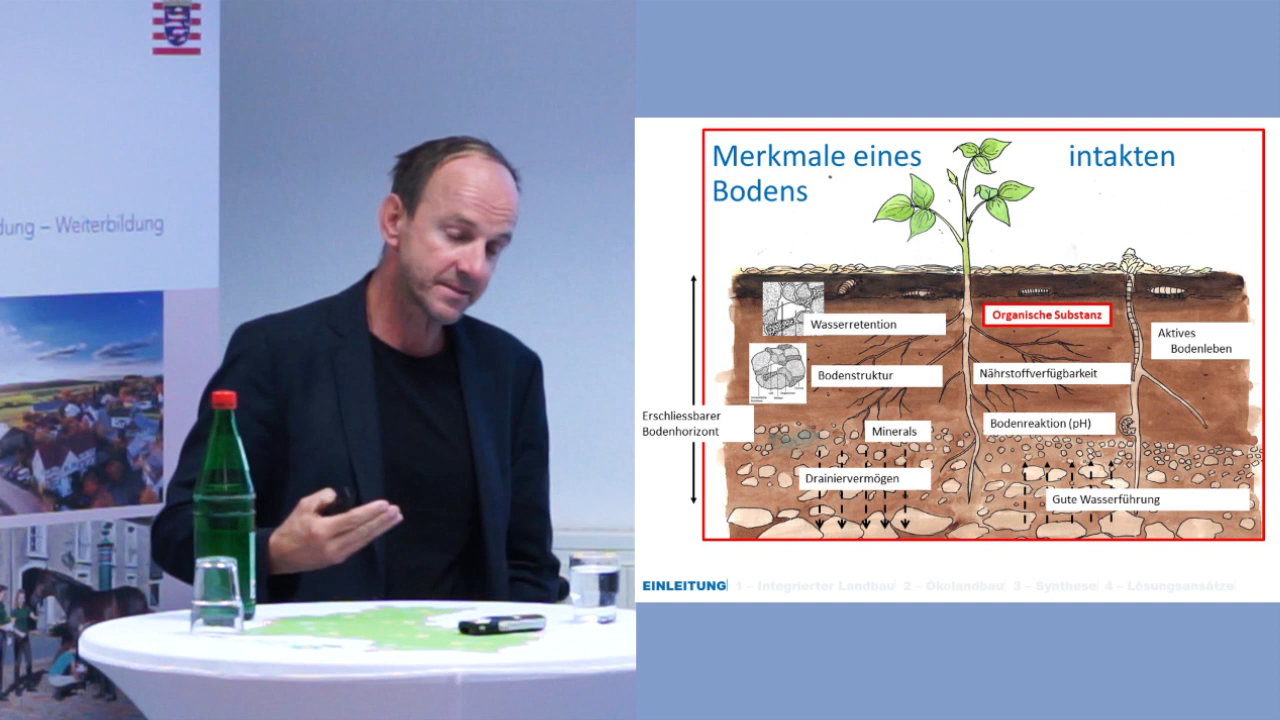 dung – Weiterbildung
Merkmale eines intakten
Bodens
Wasserretention
Organische Substanz
Aktives
Bodenleben
Bodenstruktur
Nährstoffverfügbarkeit
Erschliessbarer
Bodenhorizont
Minerals
Bodenreaktion (pH)
Drainiervermögen
Gute Wasserführung
EINLEITUNG| 1 – Integrierter Landbau| 2 – Ökolandbau| 3 – Synthese| 4 – Lösungsansätze|